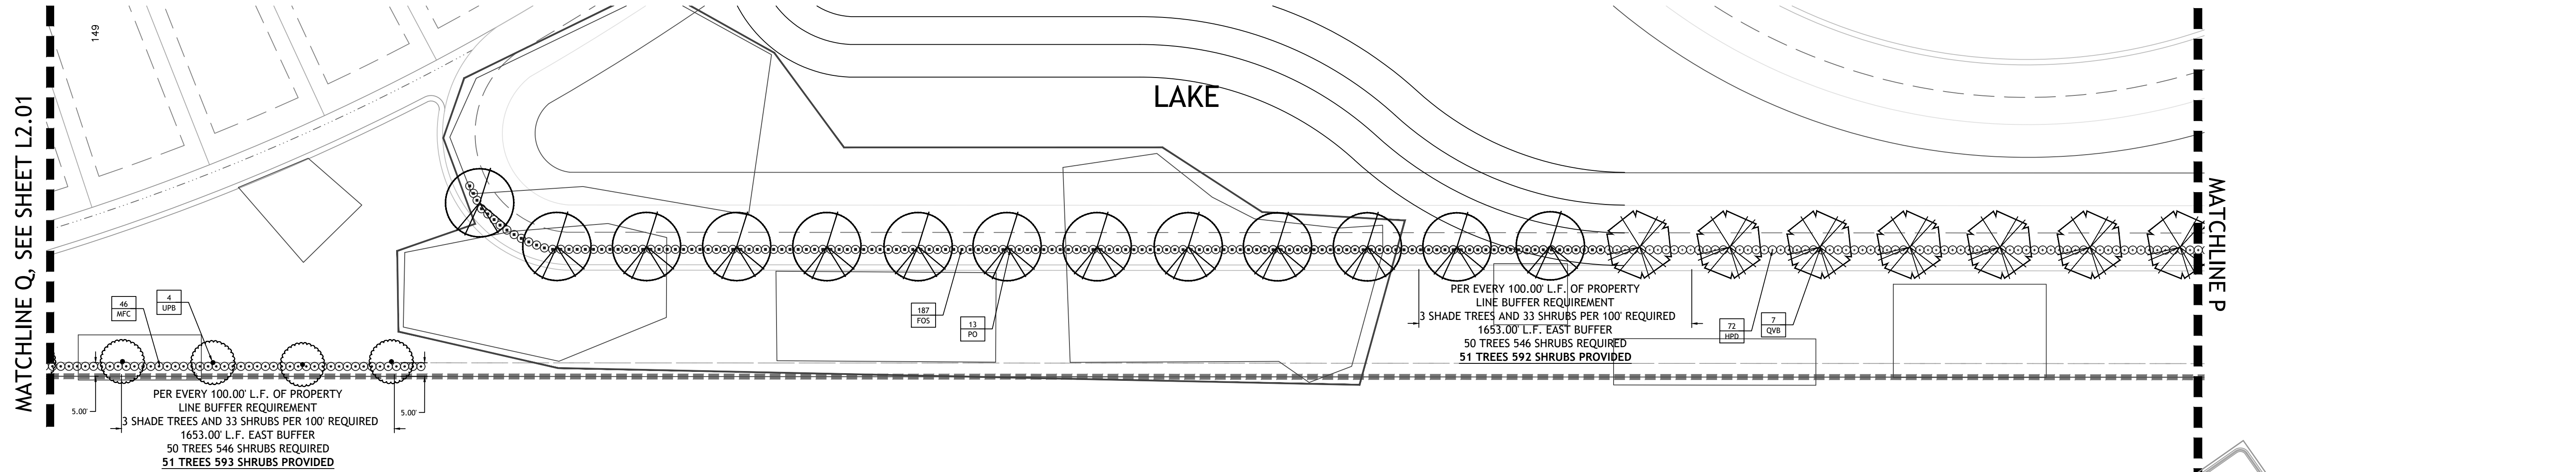 149
MATCHLINE Q, SEE SHEET L2.01
LAKE
MATCHLINE P
46
MFC
4
UPB
187
FOS
13
PO
72
HPD
7
QVB
PER EVERY 100.00' L.F. OF PROPERTY
LINE BUFFER REQUIREMENT
3 SHADE TREES AND 33 SHRUBS PER 100' REQUIRED
1653.00' L.F. EAST BUFFER
50 TREES 546 SHRUBS REQUIRED
51 TREES 592 SHRUBS PROVIDED
5.00'
5.00'
PER EVERY 100.00' L.F. OF PROPERTY
LINE BUFFER REQUIREMENT
3 SHADE TREES AND 33 SHRUBS PER 100' REQUIRED
1653.00' L.F. EAST BUFFER
50 TREES 546 SHRUBS REQUIRED
51 TREES 593 SHRUBS PROVIDED